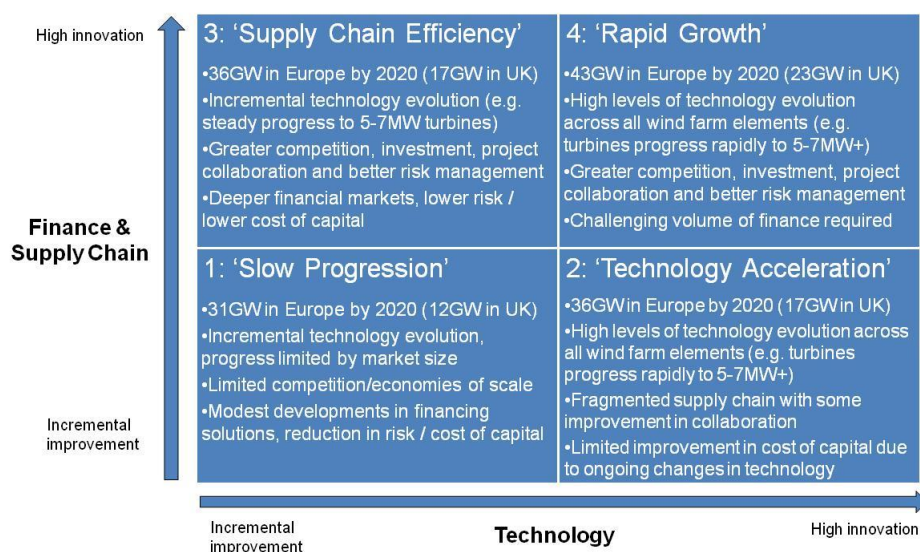 High innovation
Finance &
Supply Chain
Incremental
improvement
3: ‘Supply Chain Efficiency’
•36GW in Europe by 2020 (17GW in UK)
•Incremental technology evolution (e.g.
steady progress to 5-7MW turbines)
•Greater competition, investment, project
collaboration and better risk management
•Deeper financial markets, lower risk /
lower cost of capital
4: ‘Rapid Growth’
•43GW in Europe by 2020 (23GW in UK)
•High levels of technology evolution
across all wind farm elements (e.g.
turbines progress rapidly to 5-7MW+)
•Greater competition, investment, project
collaboration and better risk management
•Challenging volume of finance required
1: ‘Slow Progression’
•31GW in Europe by 2020 (12GW in UK)
•Incremental technology evolution,
progress limited by market size
•Limited competition/economies of scale
•Modest developments in financing
solutions, reduction in risk / cost of capital
2: ‘Technology Acceleration’
•36GW in Europe by 2020 (17GW in UK)
•High levels of technology evolution across
all wind farm elements (e.g. turbines
progress rapidly to 5-7MW+)
•Fragmented supply chain with some
improvement in collaboration
•Limited improvement in cost of capital due
to ongoing changes in technology
Incremental
improvement
Technology
High innovation